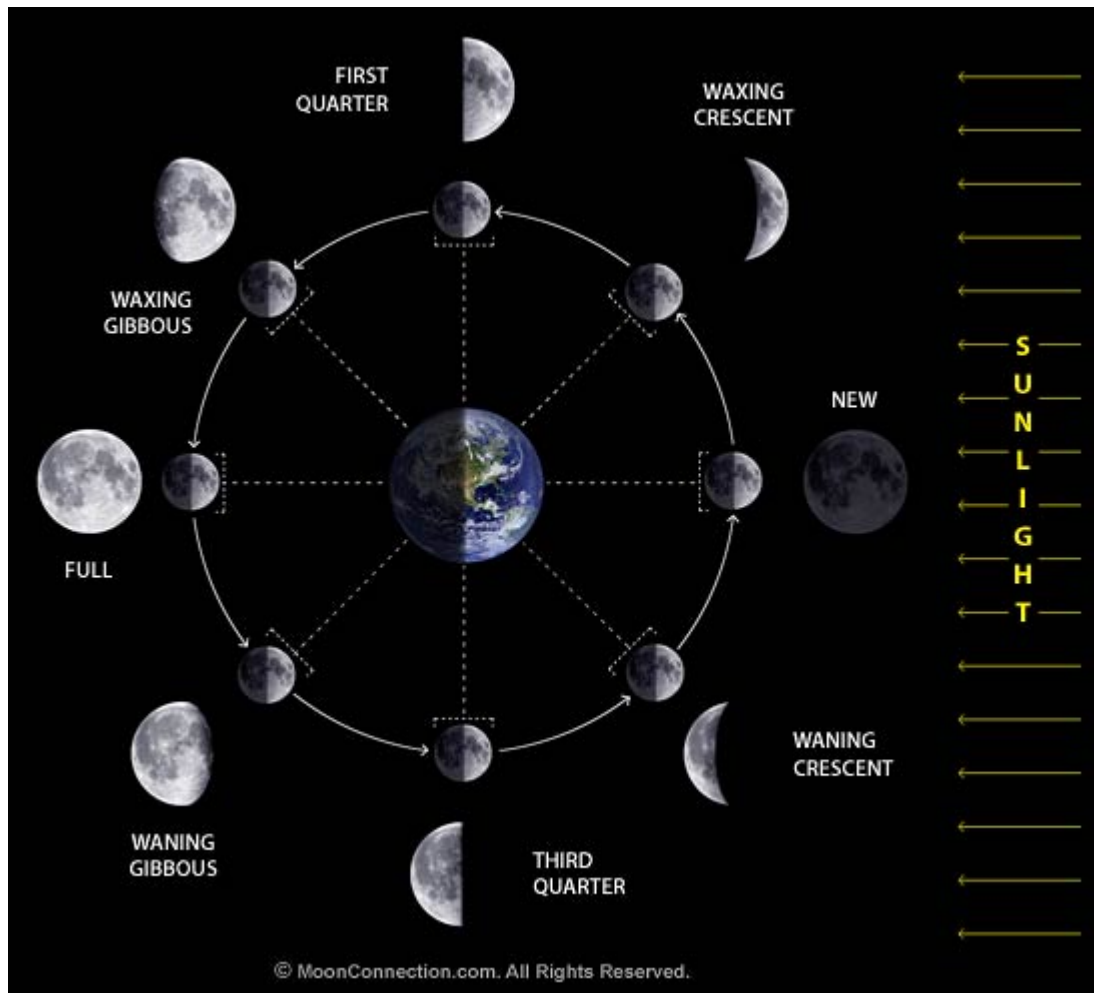 FIRST
QUARTER
WAXING
CRESCENT
WAXING
GIBBOUS
NEW
SUNLIGHT
FULL
WANING
CRESCENT
WANING
GIBBOUS
THIRD
QUARTER
© MoonConnection.com. All Rights Reserved.